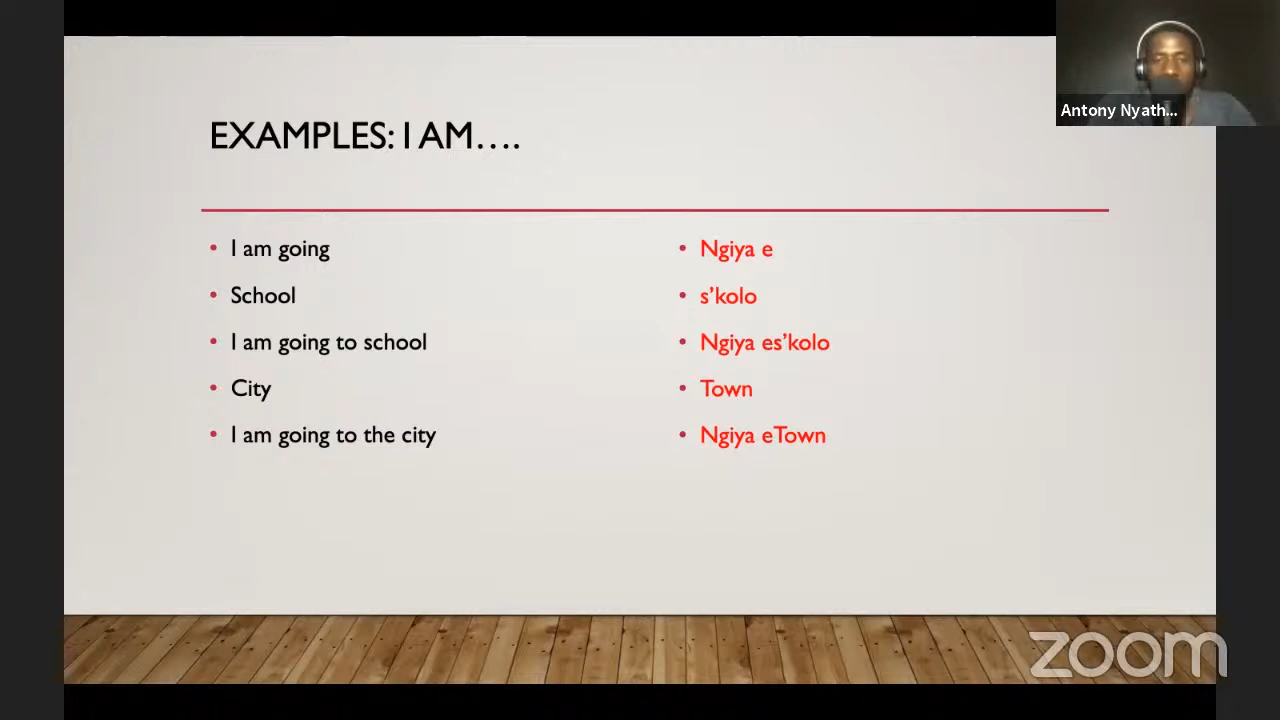 Antony Nyath...
EXAMPLES: I AM….
• I am going
• School
• I am going to school
• City
• I am going to the city
• Ngiya e
• s’kolo
• Ngiya es’kolo
• Town
• Ngiya eTown
zoom